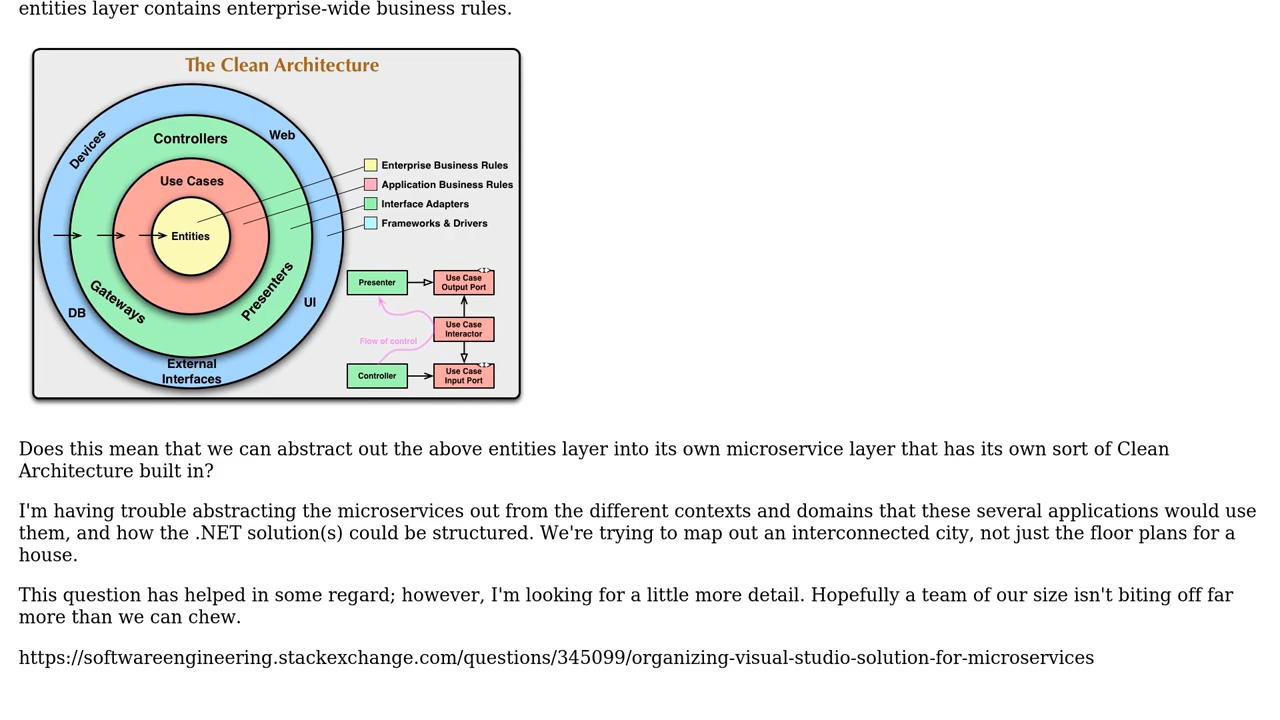 entities layer contains enterprise-wide business rules.
The Clean Architecture
Devices
Web
Controllers
Use Cases
Entities
Gateways
Presenters
DB
UI
External
Interfaces
Enterprise Business Rules
Application Business Rules
Interface Adapters
Frameworks & Drivers
Presenter
Use Case
Output Port
<I>
Flow of control
Use Case
Interactor
Controller
Use Case
Input Port
<I>
Does this mean that we can abstract out the above entities layer into its own microservice layer that has its own sort of Clean
Architecture built in?
I'm having trouble abstracting the microservices out from the different contexts and domains that these several applications would use
them, and how the .NET solution(s) could be structured. We're trying to map out an interconnected city, not just the floor plans for a
house.
This question has helped in some regard; however, I'm looking for a little more detail. Hopefully a team of our size isn't biting off far
more than we can chew.
https://softwareengineering.stackexchange.com/questions/345099/organizing-visual-studio-solution-for-microservices